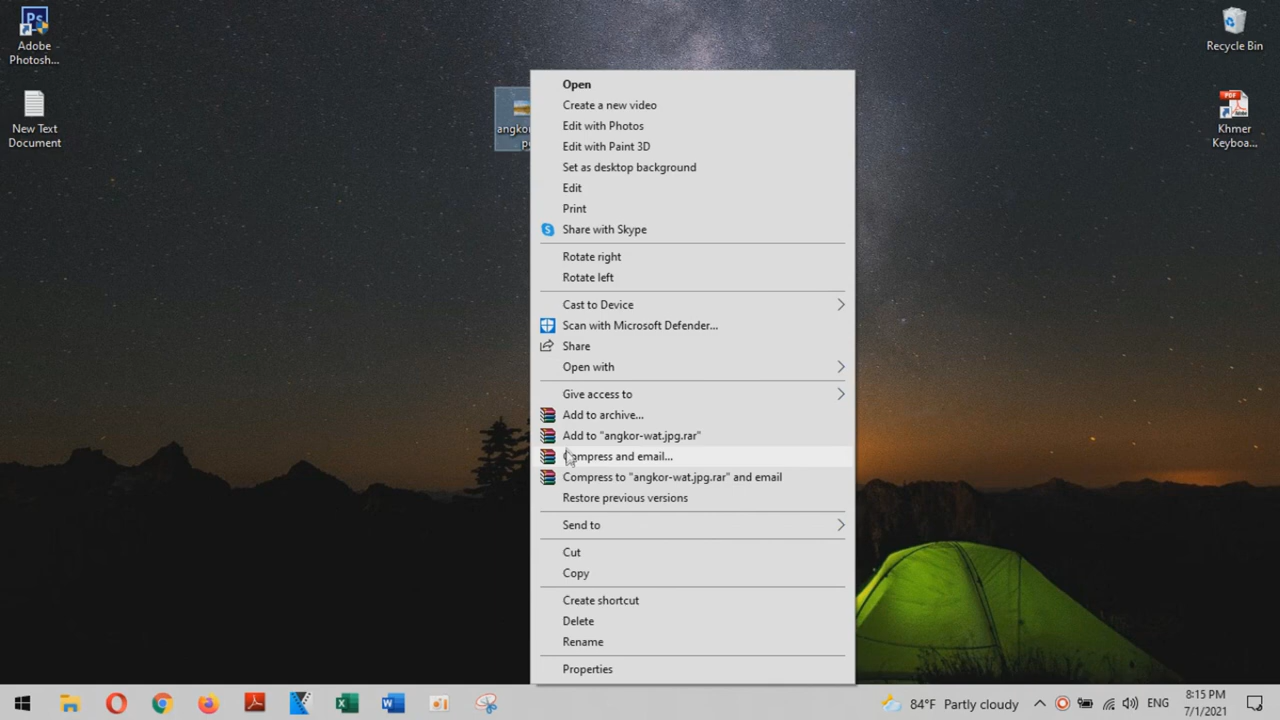 Adobe
Photosh...
New Text
Document
angkor
Open
Create a new video
Edit with Photos
Edit with Paint 3D
Set as desktop background
Edit
Print
Share with Skype
Rotate right
Rotate left
Cast to Device
Scan with Microsoft Defender...
Share
Open with
Give access to
Add to archive...
Add to "angkor-wat.jpg.rar"
Compress and email...
Compress to "angkor-wat.jpg.rar" and email
Restore previous versions
Send to
Cut
Copy
Create shortcut
Delete
Rename
Properties
Recycle Bin
PDF
Khmer
Keyboa...
84°F Partly cloudy
ENG
8:15 PM
7/1/2021